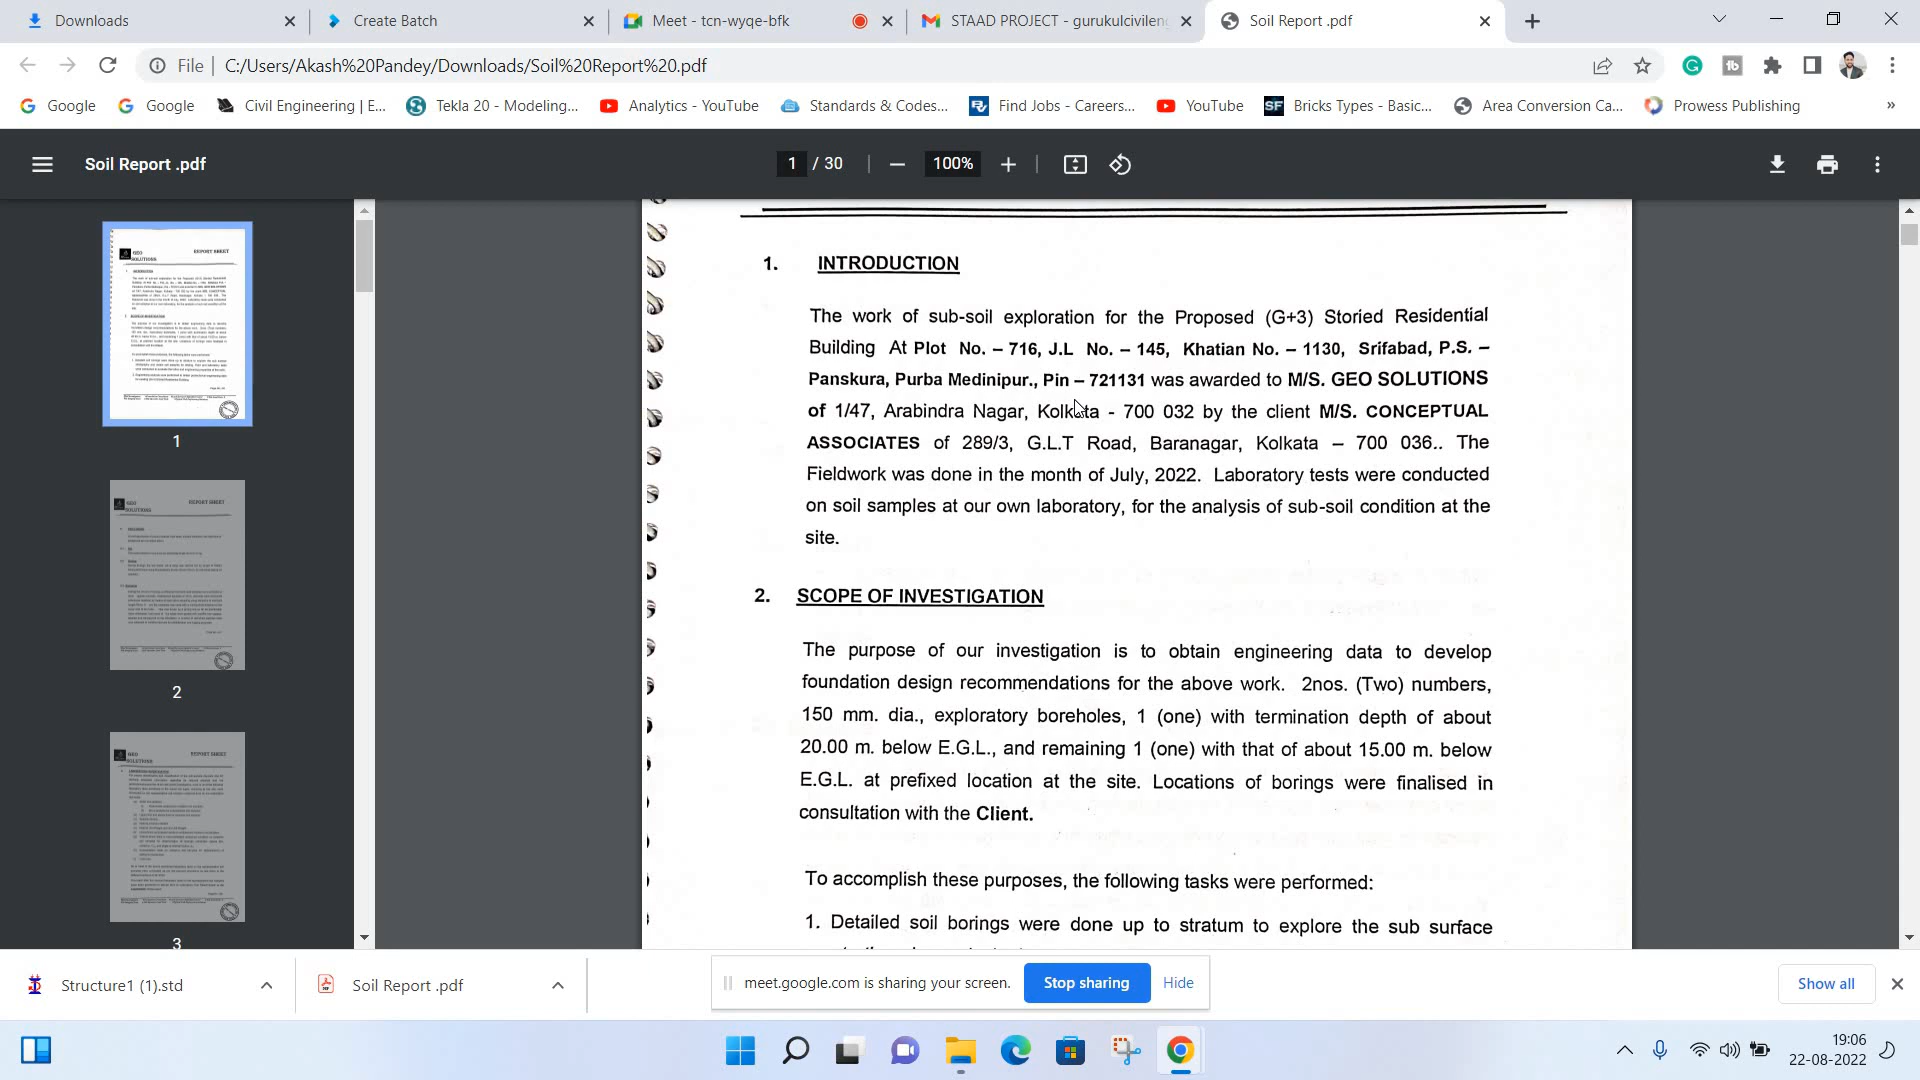 Downloads
Create Batch
Meet - tcn-wyqe-bfk
STAAD PROJECT - gurukulcivileng
Soil Report .pdf
File
C:/Users/Akash%20Pandey/Downloads/Soil%20Report%20.pdf
Google
Google
Civil Engineering | E...
Tekla 20 - Modeling...
Analytics - YouTube
Standards & Codes...
Find Jobs - Careers...
YouTube
Bricks Types - Basic...
Area Conversion Ca...
Prowess Publishing
»
Soil Report .pdf
1 / 30
100%
GEO SOLUTIONS
REPORT SHEET
1
2
3
1. INTRODUCTION
The work of sub-soil exploration for the Proposed (G+3) Storied Residential
Building At Plot No. – 716, J.L No. – 145, Khatian No. – 1130, Srifabad, P.S. –
Panskura, Purba Medinipur., Pin – 721131 was awarded to M/S. GEO SOLUTIONS
of 1/47, Arabindra Nagar, Kolkata - 700 032 by the client M/S. CONCEPTUAL
ASSOCIATES of 289/3, G.L.T Road, Baranagar, Kolkata – 700 036.. The
Fieldwork was done in the month of July, 2022. Laboratory tests were conducted
on soil samples at our own laboratory, for the analysis of sub-soil condition at the
site.
2. SCOPE OF INVESTIGATION
The purpose of our investigation is to obtain engineering data to develop
foundation design recommendations for the above work. 2nos. (Two) numbers,
150 mm. dia., exploratory boreholes, 1 (one) with termination depth of about
20.00 m. below E.G.L., and remaining 1 (one) with that of about 15.00 m. below
E.G.L. at prefixed location at the site. Locations of borings were finalised in
consultation with the Client.
To accomplish these purposes, the following tasks were performed:
1. Detailed soil borings were done up to stratum to explore the sub surface
Structure1 (1).std
Soil Report .pdf
meet.google.com is sharing your screen.
Stop sharing
Hide
Show all
19:06
22-08-2022